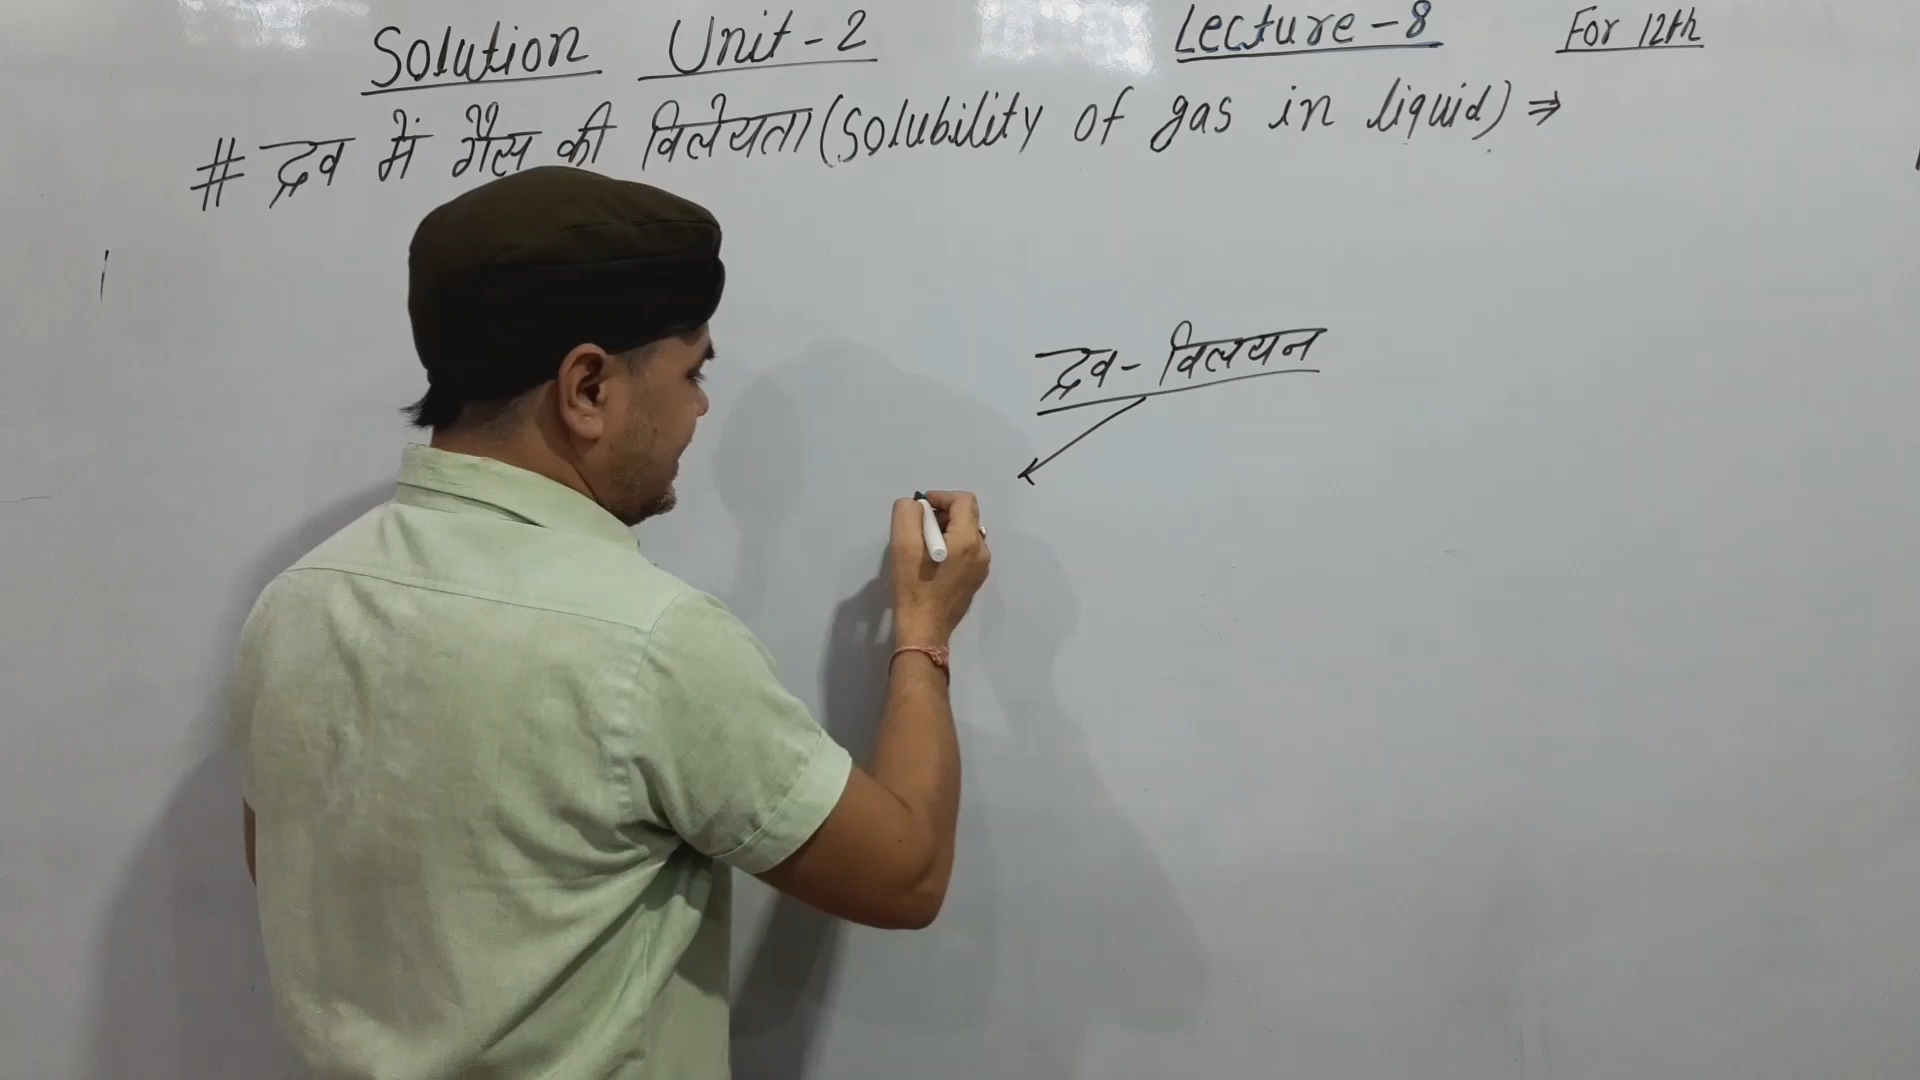 Solution Unit-2 Lecture-8 For 12th
# द्रव में गैस की विलेयता (Solubility of gas in liquid) ⇒
द्रव-विलयन